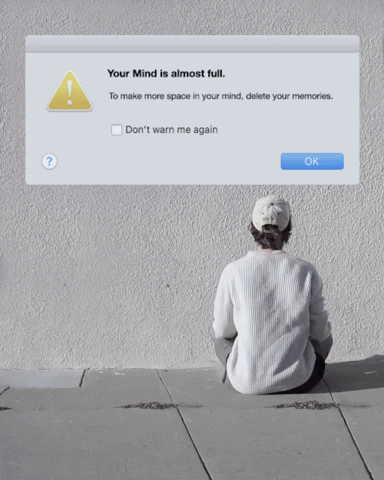 Your Mind is almost full.
To make more space in your mind, delete your memories.
Don't warn me again
?
OK